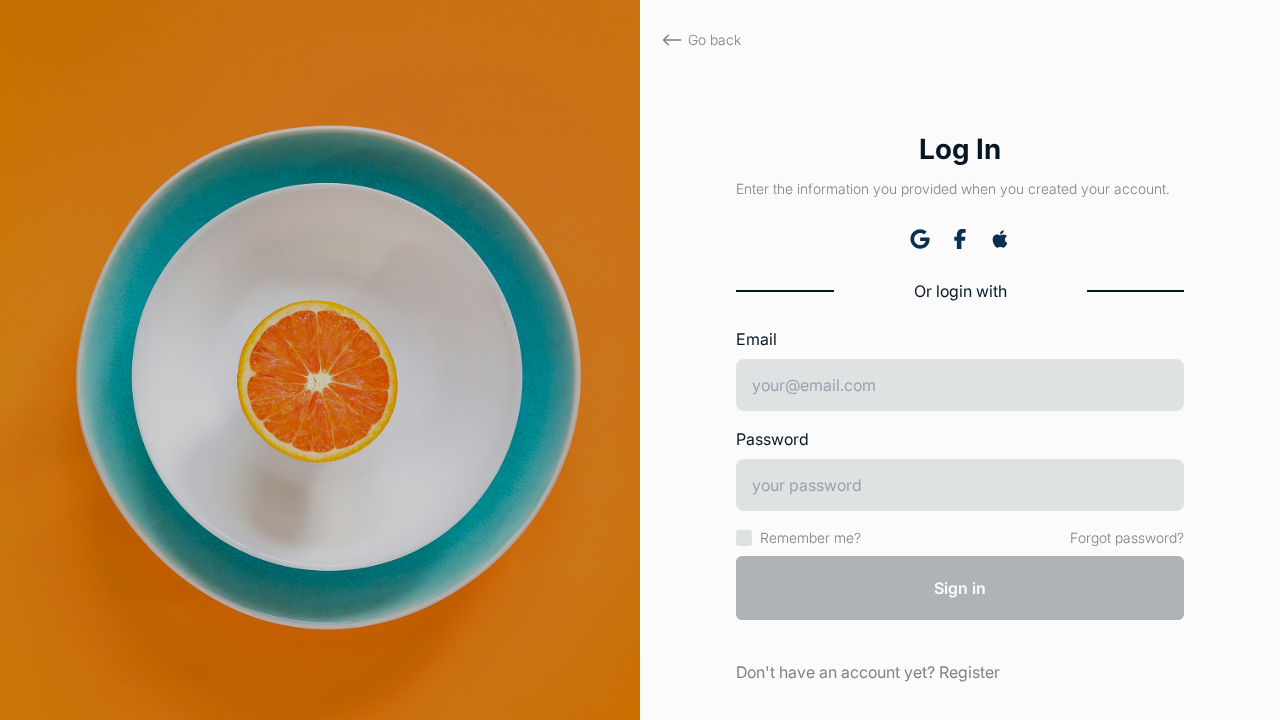 Go back
Log In
Enter the information you provided when you created your account.
Or login with
Email
your@email.com
Password
your password
Remember me? Forgot password?
Sign in
Don't have an account yet? Register